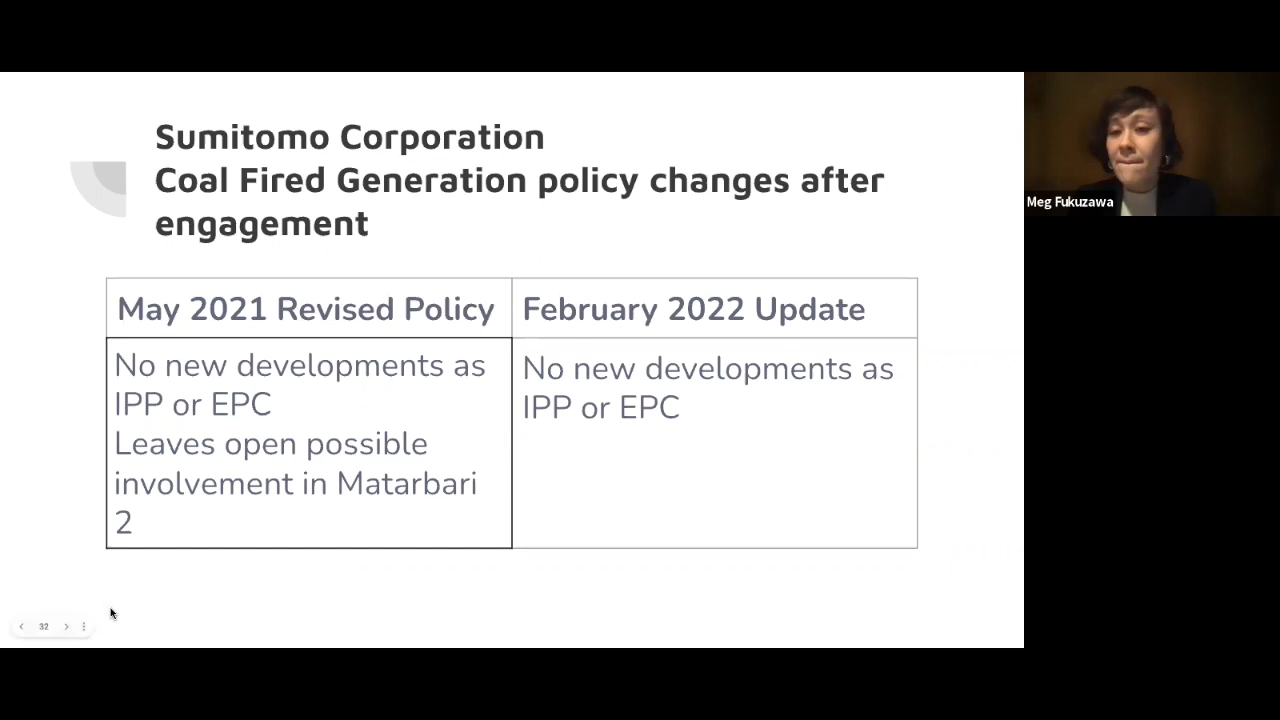 Sumitomo Corporation
Coal Fired Generation policy changes after
engagement
May 2021 Revised Policy
February 2022 Update
No new developments as
IPP or EPC
Leaves open possible
involvement in Matarbari
2
No new developments as
IPP or EPC
32
Meg Fukuzawa